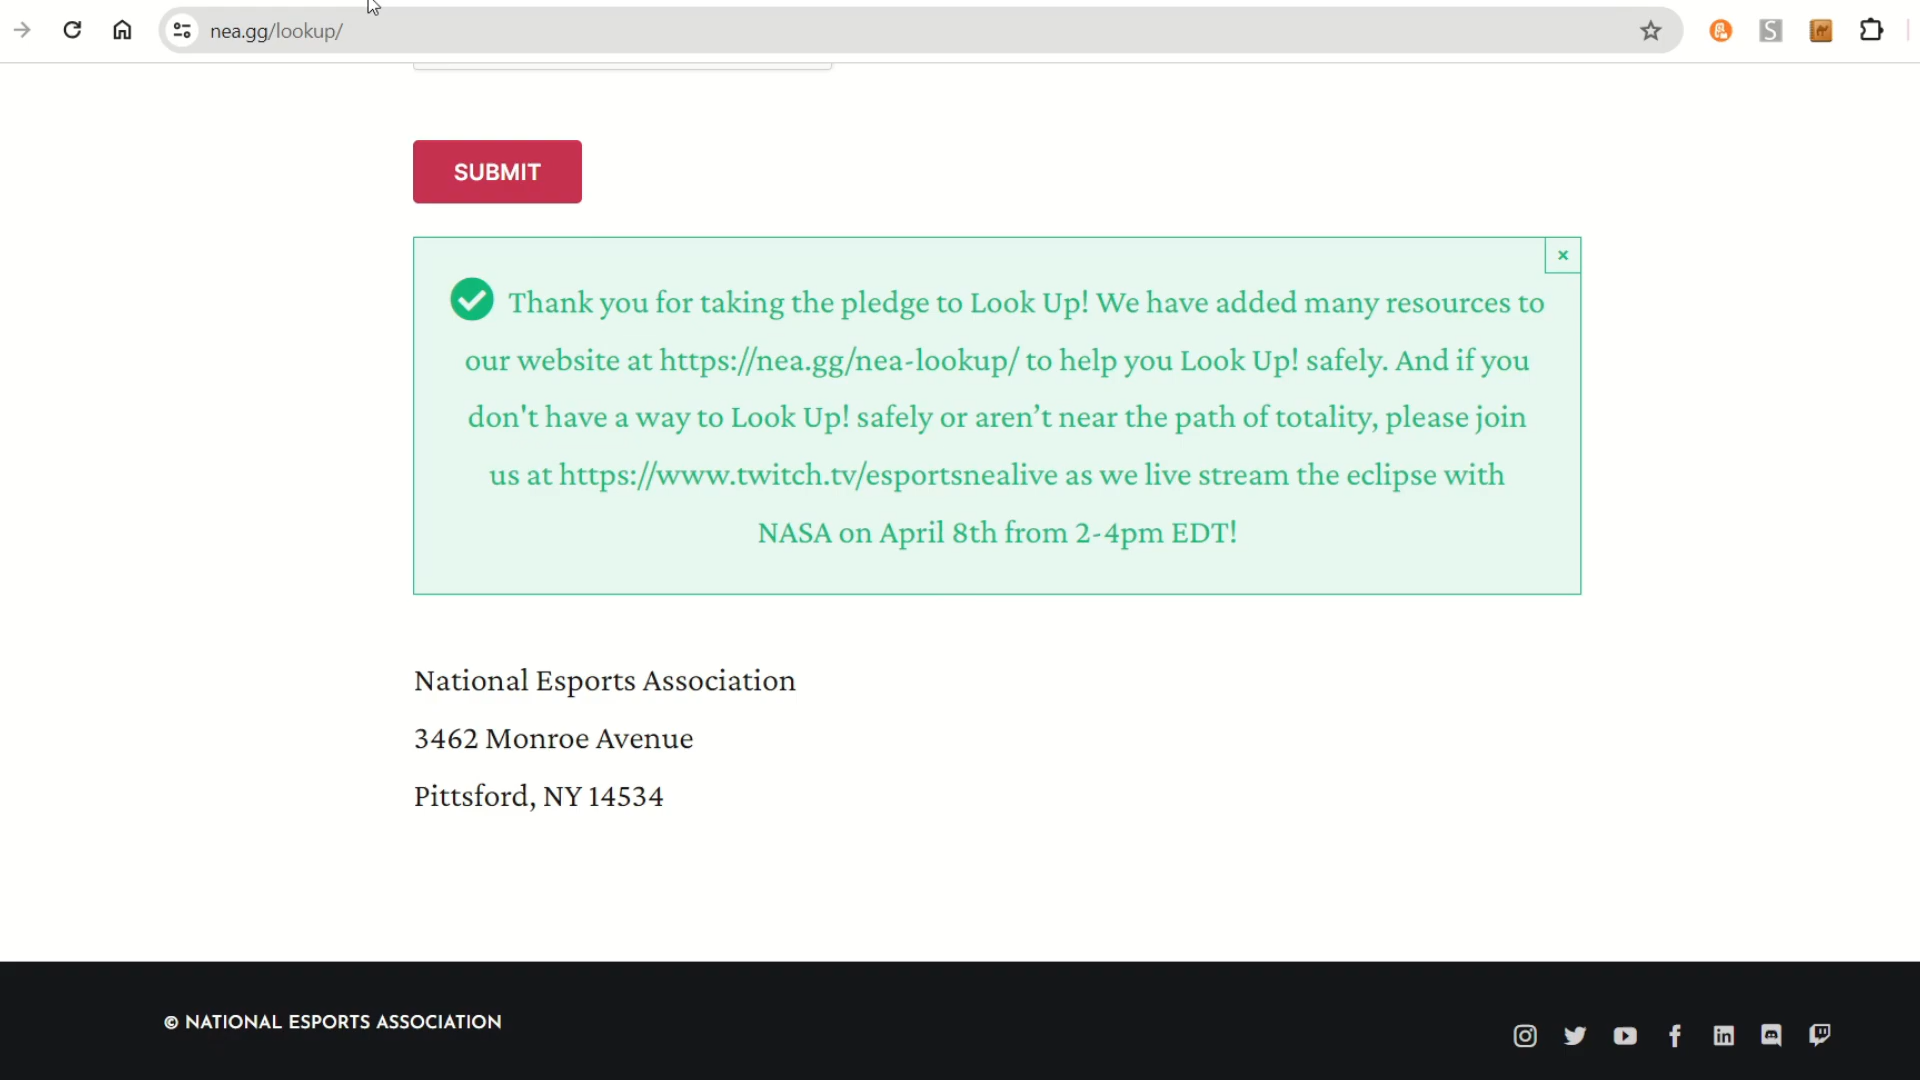 nea.gg/lookup/
S
SUBMIT
×
Thank you for taking the pledge to Look Up! We have added many resources to
our website at https://nea.gg/nea-lookup/ to help you Look Up! safely. And if you
don't have a way to Look Up! safely or aren’t near the path of totality, please join
us at https://www.twitch.tv/esportsnealive as we live stream the eclipse with
NASA on April 8th from 2-4pm EDT!
National Esports Association
3462 Monroe Avenue
Pittsford, NY 14534
© NATIONAL ESPORTS ASSOCIATION